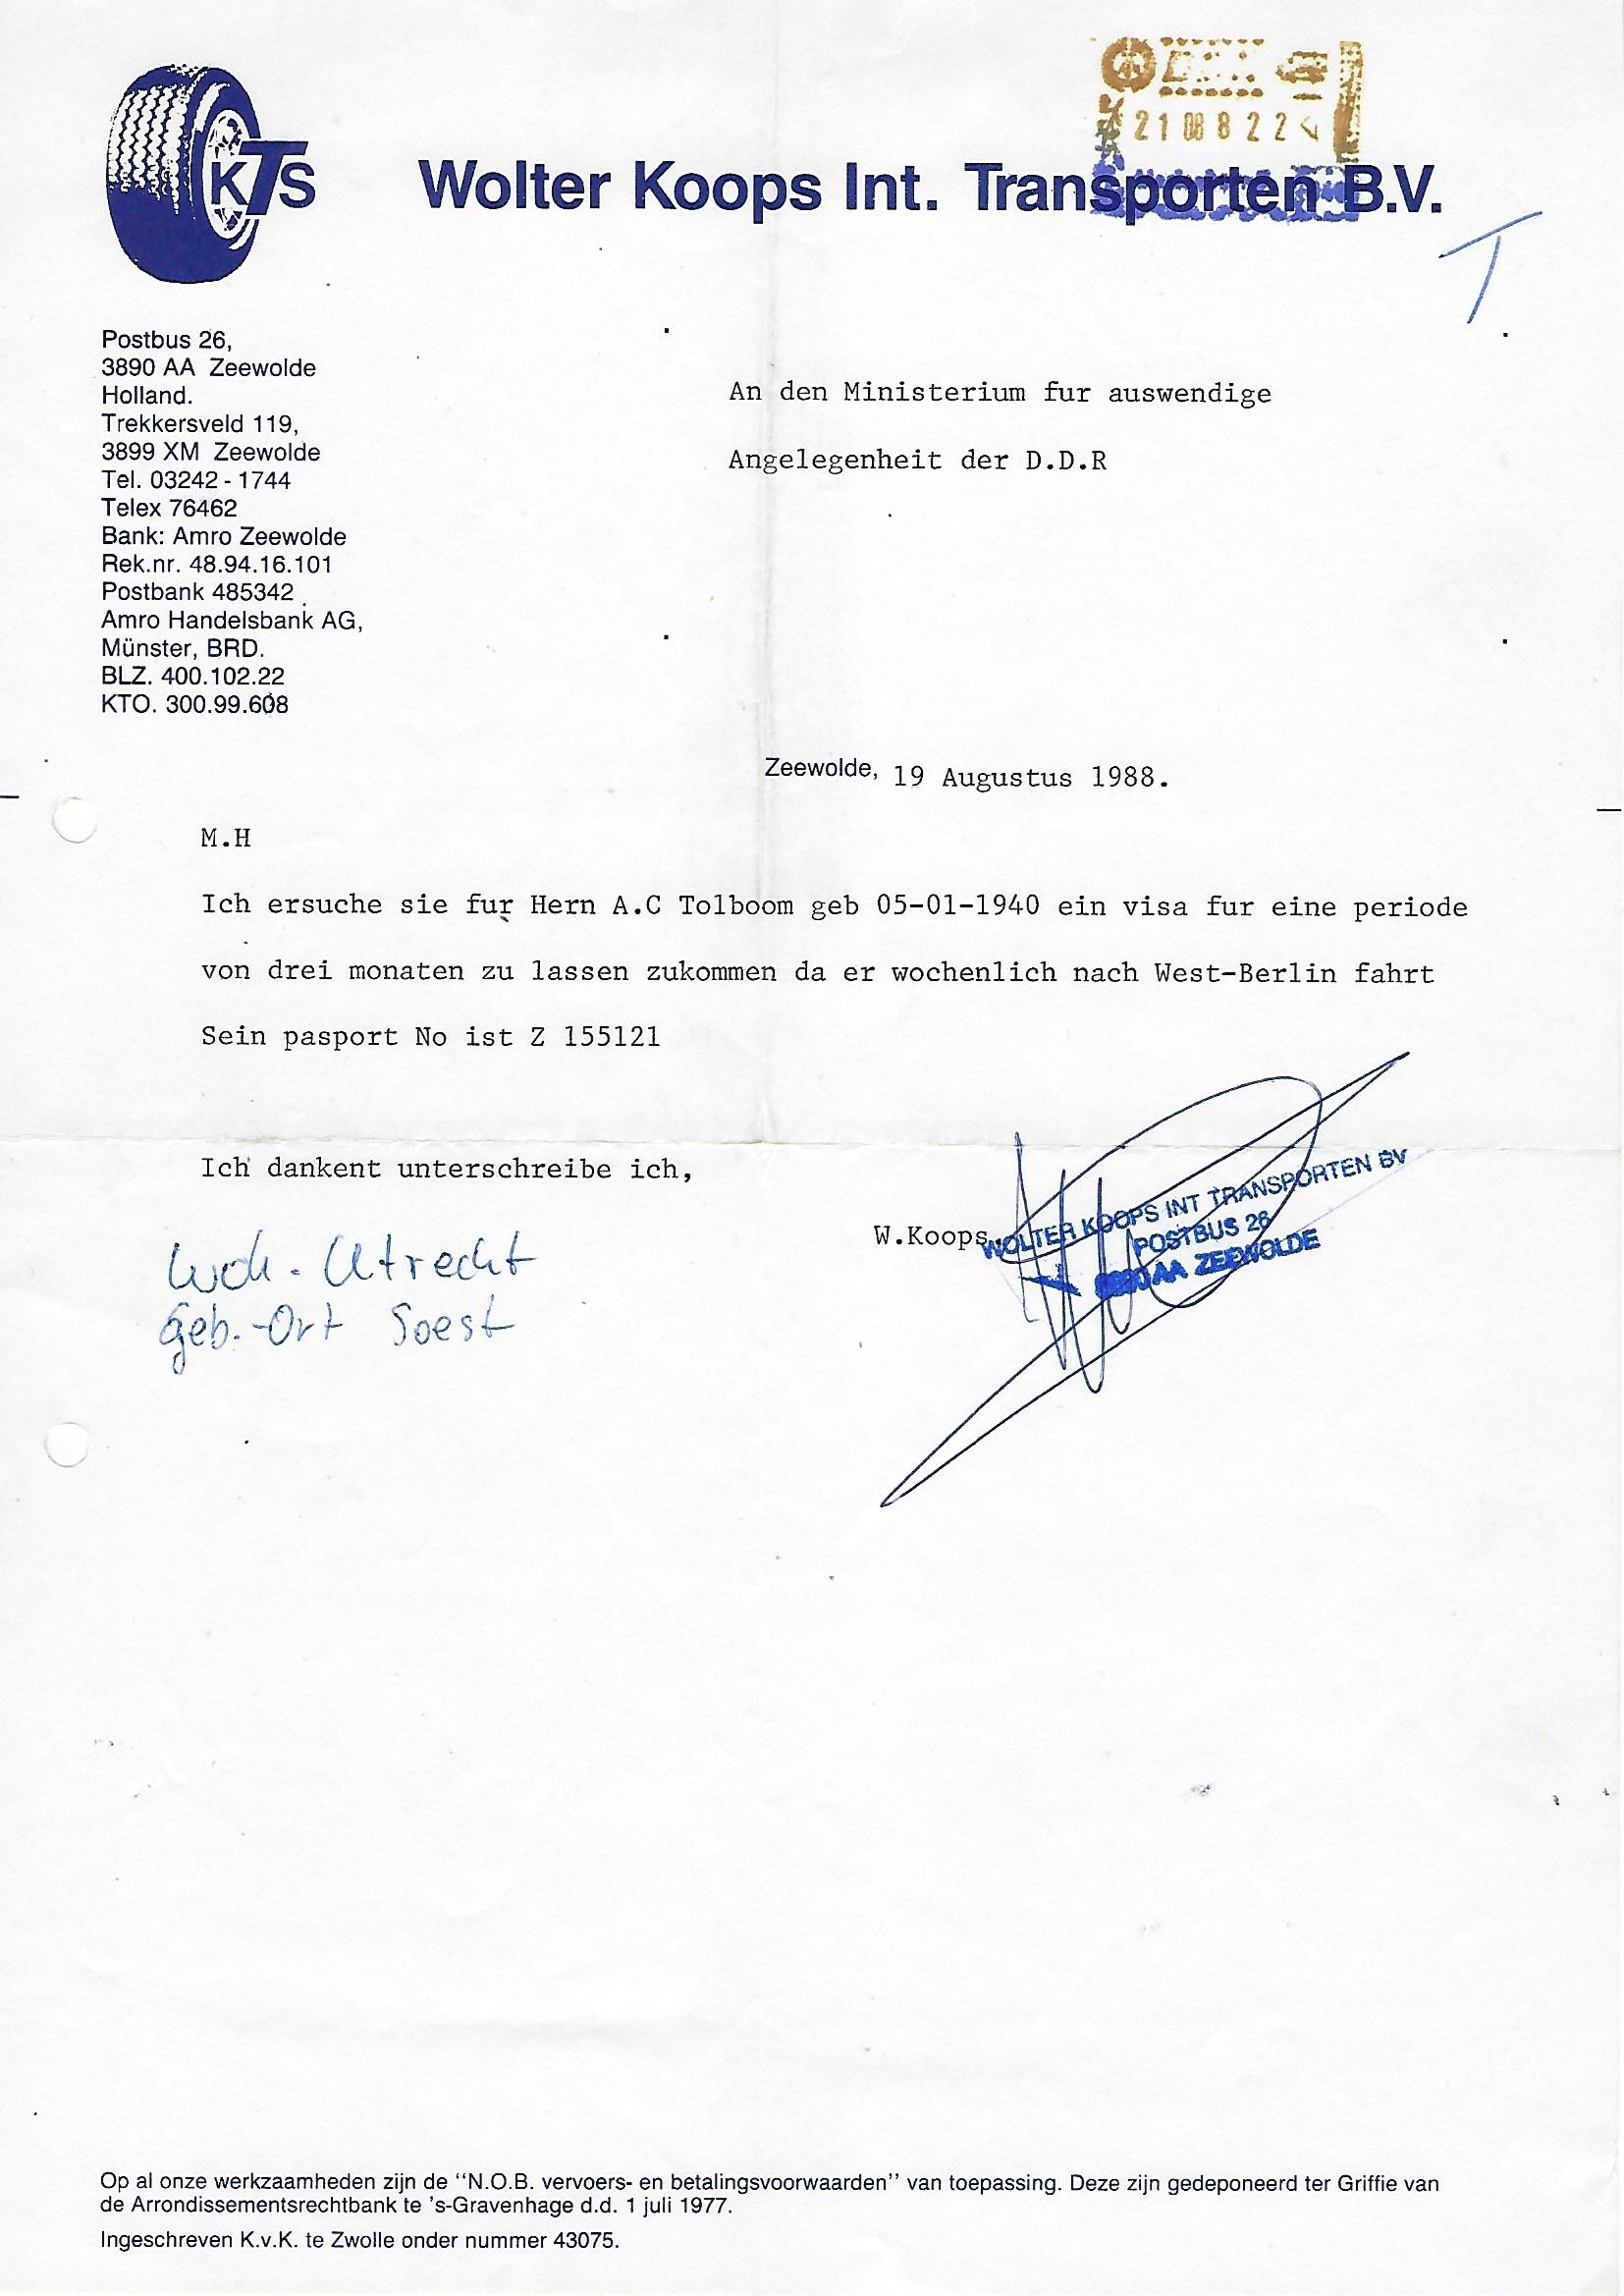 KTS
Wolter Koops Int. Transporten B.V.
T
Postbus 26,
3890 AA Zeewolde
Holland.
Trekkersveld 119,
3899 XM Zeewolde
Tel. 03242 - 1744
Telex 76462
Bank: Amro Zeewolde
Rek.nr. 48.94.16.101
Postbank 485342
Amro Handelsbank AG,
Münster, BRD.
BLZ. 400.102.22
KTO. 300.99.608
An den Ministerium fur auswendige
Angelegenheit der D.D.R
Zeewolde, 19 Augustus 1988.
M.H
Ich ersuche sie fur Hern A.C Tolboom geb 05-01-1940 ein visa fur eine periode
von drei monaten zu lassen zukommen da er wochenlich nach West-Berlin fahrt
Sein pasport No ist Z 155121
Ich dankent unterschreibe ich,
W.Koops.
WOLTER KOOPS INT TRANSPORTEN BV
POSTBUS 26
AA ZEEWOLDE
Woh. Utrecht
Geb.-Ort Soest
Op al onze werkzaamheden zijn de "N.O.B. vervoers- en betalingsvoorwaarden" van toepassing. Deze zijn gedeponeerd ter Griffie van
de Arrondissementsrechtbank te 's-Gravenhage d.d. 1 juli 1977.
Ingeschreven K.v.K. te Zwolle onder nummer 43075.